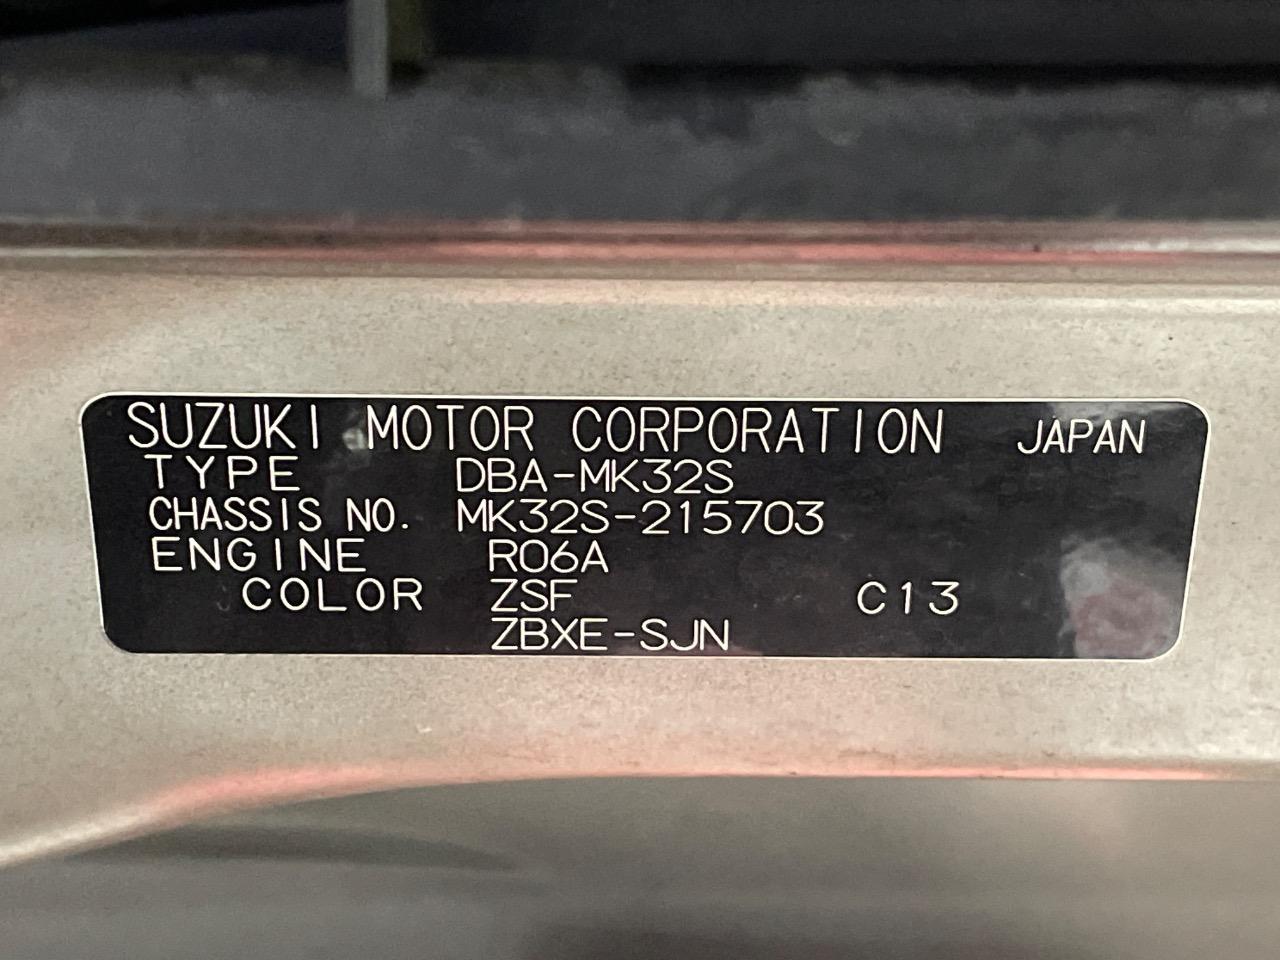 SUZUKI MOTOR CORPORATION JAPAN
TYPE DBA-MK32S
CHASSIS NO. MK32S-215703
ENGINE R06A
COLOR ZSF C13
ZBXE-SJN